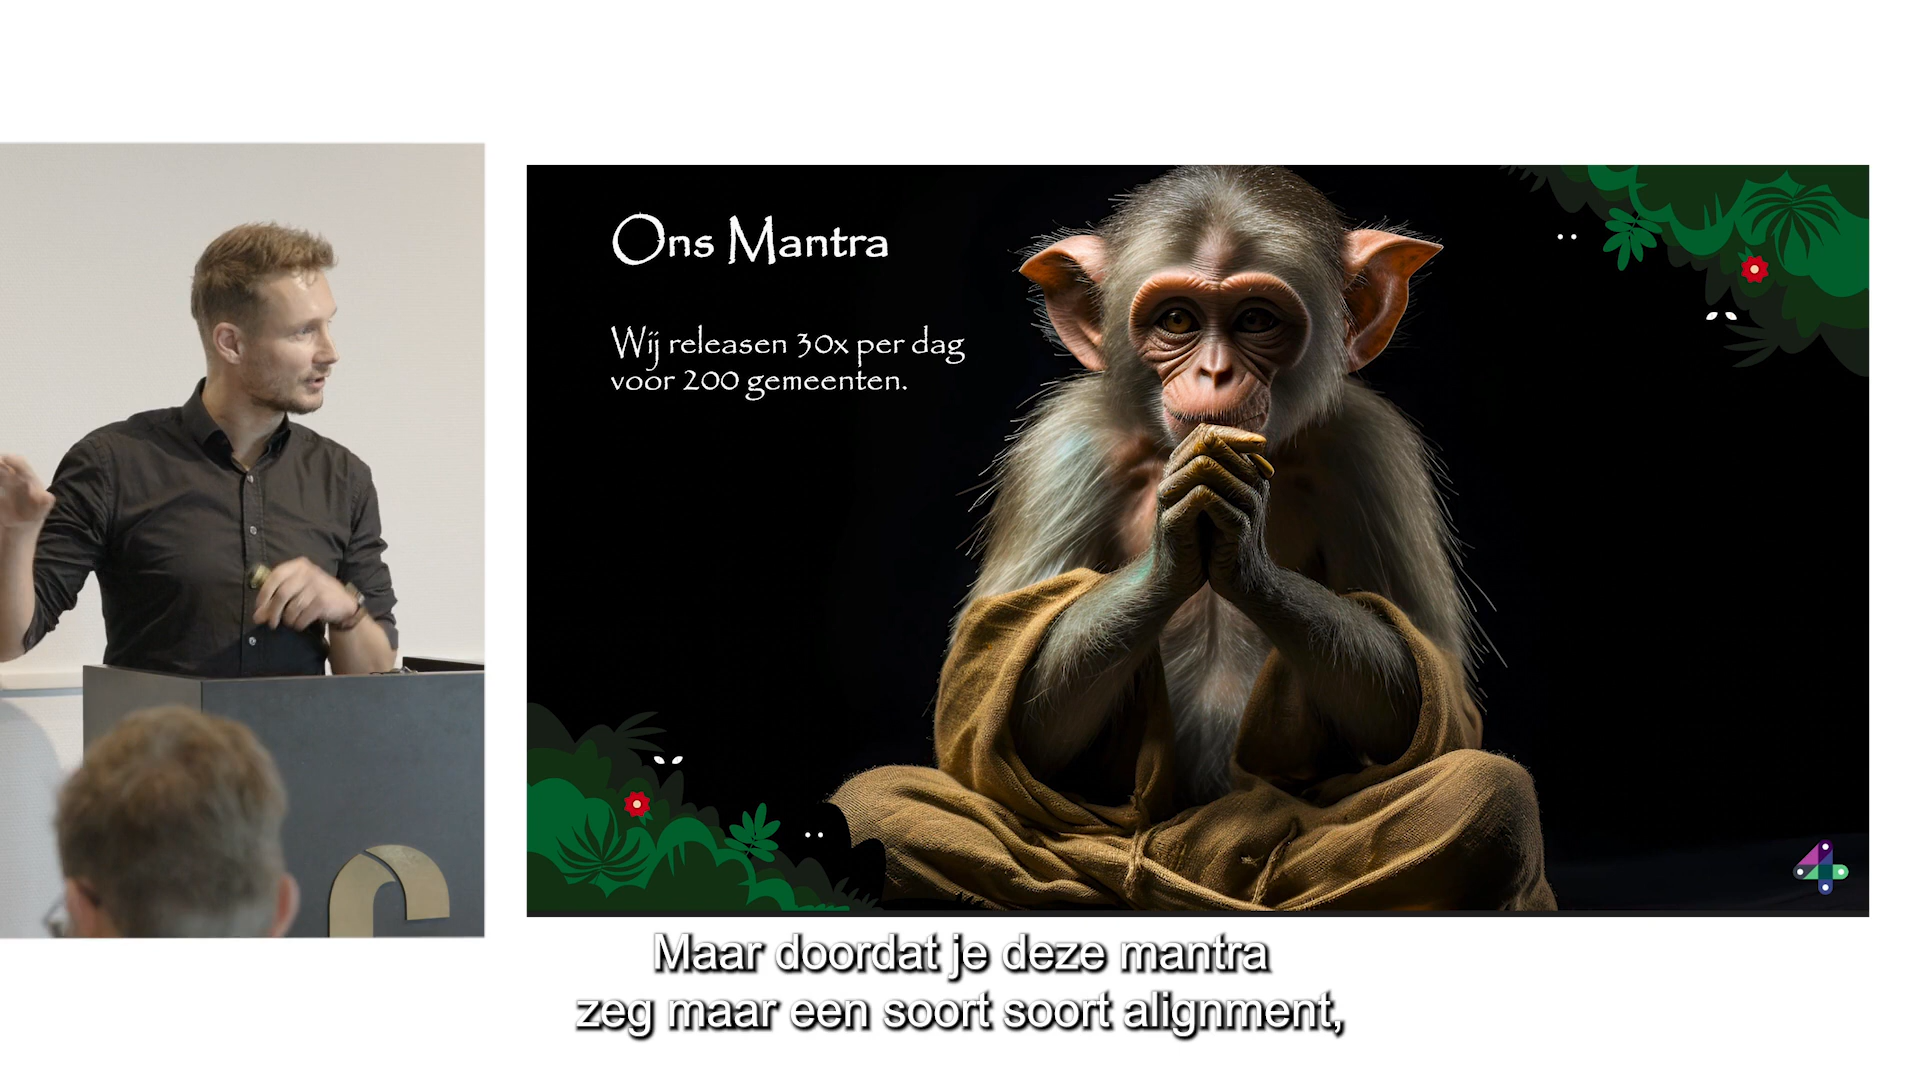 Ons Mantra
Wij releasen 30x per dag
voor 200 gemeenten.
Maar doordat je deze mantra
zeg maar een soort soort alignment,